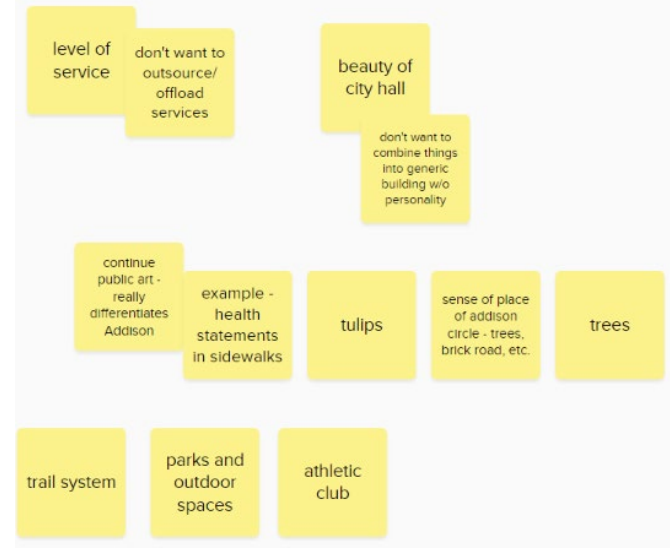 level of
service
don't want to
outsource/
offload
services
beauty of
city hall
don't want to
combine things
into generic
building w/o
personality
continue
public art -
really
differentiates
Addison
example -
health
statements
in sidewalks
tulips
sense of place
of addison
circle - trees,
brick road, etc.
trees
trail system
parks and
outdoor
spaces
athletic
club